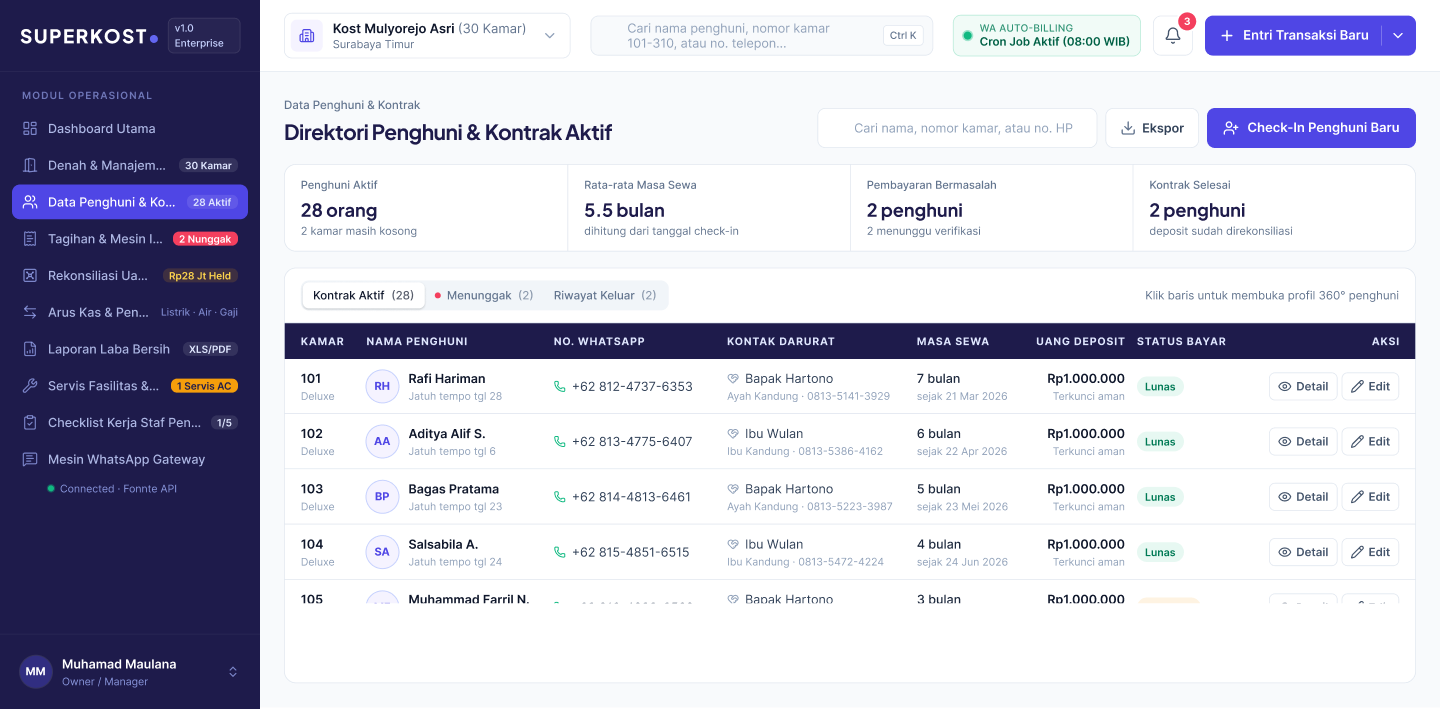 SUPERKOST
v1.0
Enterprise
MODUL OPERASIONAL
Dashboard Utama
Denah & Manajem... 30 Kamar
Data Penghuni & Ko... 28 Aktif
Tagihan & Mesin I... 2 Nunggak
Rekonsiliasi Ua... Rp28 Jt Held
Arus Kas & Pen... Listrik · Air · Gaji
Laporan Laba Bersih XLS/PDF
Servis Fasilitas &... 1 Servis AC
Checklist Kerja Staf Pen... 1/5
Mesin WhatsApp Gateway
Connected · Fonnte API
MM
Muhamad Maulana
Owner / Manager
Kost Mulyorejo Asri (30 Kamar)
Surabaya Timur
Cari nama penghuni, nomor kamar
101-310, atau no. telepon...
Ctrl K
WA AUTO-BILLING
Cron Job Aktif (08:00 WIB)
3
Entri Transaksi Baru
Data Penghuni & Kontrak
Direktori Penghuni & Kontrak Aktif
Cari nama, nomor kamar, atau no. HP
Ekspor
Check-In Penghuni Baru
Penghuni Aktif
28 orang
2 kamar masih kosong
Rata-rata Masa Sewa
5.5 bulan
dihitung dari tanggal check-in
Pembayaran Bermasalah
2 penghuni
2 menunggu verifikasi
Kontrak Selesai
2 penghuni
deposit sudah direkonsiliasi
Kontrak Aktif (28) Menunggak (2) Riwayat Keluar (2)
Klik baris untuk membuka profil 360° penghuni
KAMAR NAMA PENGHUNI NO. WHATSAPP KONTAK DARURAT MASA SEWA UANG DEPOSIT STATUS BAYAR AKSI
101 RH Rafi Hariman +62 812-4737-6353 Bapak Hartono 7 bulan Rp1.000.000 Lunas Detail Edit
Deluxe Jatuh tempo tgl 28 Ayah Kandung · 0813-5141-3929 sejak 21 Mar 2026 Terkunci aman
102 AA Aditya Alif S. +62 813-4775-6407 Ibu Wulan 6 bulan Rp1.000.000 Lunas Detail Edit
Deluxe Jatuh tempo tgl 6 Ibu Kandung · 0813-5386-4162 sejak 22 Apr 2026 Terkunci aman
103 BP Bagas Pratama +62 814-4813-6461 Bapak Hartono 5 bulan Rp1.000.000 Lunas Detail Edit
Deluxe Jatuh tempo tgl 23 Ayah Kandung · 0813-5223-3987 sejak 23 Mei 2026 Terkunci aman
104 SA Salsabila A. +62 815-4851-6515 Ibu Wulan 4 bulan Rp1.000.000 Lunas Detail Edit
Deluxe Jatuh tempo tgl 24 Ibu Kandung · 0813-5472-4224 sejak 24 Jun 2026 Terkunci aman
105 Muhammad Farril N. Bapak Hartono 3 bulan Rp1.000.000